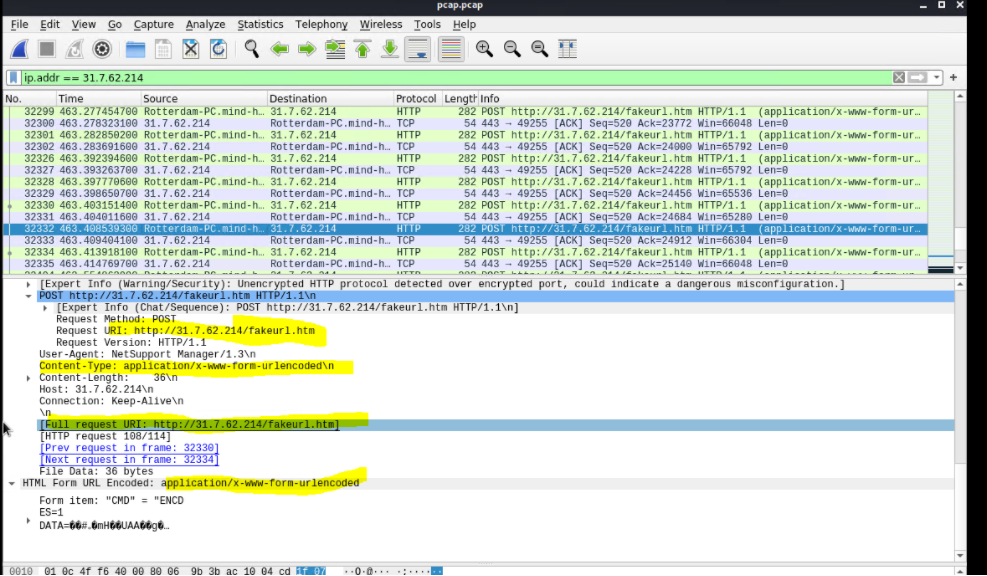 pcap.pcap
File Edit View Go Capture Analyze Statistics Telephony Wireless Tools Help
ip.addr == 31.7.62.214
No. Time Source Destination Protocol Length Info
32299 463.277454700 Rotterdam-PC.mind-h… 31.7.62.214 HTTP 282 POST http://31.7.62.214/fakeurl.htm HTTP/1.1 (application/x-www-form-ur…
32300 463.278323100 31.7.62.214 Rotterdam-PC.mind-h… TCP 54 443 → 49255 [ACK] Seq=520 Ack=23772 Win=66048 Len=0
32301 463.282850200 Rotterdam-PC.mind-h… 31.7.62.214 HTTP 282 POST http://31.7.62.214/fakeurl.htm HTTP/1.1 (application/x-www-form-ur…
32302 463.283691600 31.7.62.214 Rotterdam-PC.mind-h… TCP 54 443 → 49255 [ACK] Seq=520 Ack=24000 Win=65792 Len=0
32326 463.392394600 Rotterdam-PC.mind-h… 31.7.62.214 HTTP 282 POST http://31.7.62.214/fakeurl.htm HTTP/1.1 (application/x-www-form-ur…
32327 463.393263700 31.7.62.214 Rotterdam-PC.mind-h… TCP 54 443 → 49255 [ACK] Seq=520 Ack=24228 Win=65792 Len=0
32328 463.397770600 Rotterdam-PC.mind-h… 31.7.62.214 HTTP 282 POST http://31.7.62.214/fakeurl.htm HTTP/1.1 (application/x-www-form-ur…
32329 463.398650700 31.7.62.214 Rotterdam-PC.mind-h… TCP 54 443 → 49255 [ACK] Seq=520 Ack=24456 Win=65536 Len=0
32330 463.403151400 Rotterdam-PC.mind-h… 31.7.62.214 HTTP 282 POST http://31.7.62.214/fakeurl.htm HTTP/1.1 (application/x-www-form-ur…
32331 463.404011600 31.7.62.214 Rotterdam-PC.mind-h… TCP 54 443 → 49255 [ACK] Seq=520 Ack=24684 Win=65280 Len=0
32332 463.408539300 Rotterdam-PC.mind-h… 31.7.62.214 HTTP 282 POST http://31.7.62.214/fakeurl.htm HTTP/1.1 (application/x-www-form-ur…
32333 463.409404100 31.7.62.214 Rotterdam-PC.mind-h… TCP 54 443 → 49255 [ACK] Seq=520 Ack=24912 Win=66304 Len=0
32334 463.413918100 Rotterdam-PC.mind-h… 31.7.62.214 HTTP 282 POST http://31.7.62.214/fakeurl.htm HTTP/1.1 (application/x-www-form-ur…
32335 463.414769700 31.7.62.214 Rotterdam-PC.mind-h… TCP 54 443 → 49255 [ACK] Seq=520 Ack=25140 Win=66048 Len=0
[Expert Info (Warning/Security): Unencrypted HTTP protocol detected over encrypted port, could indicate a dangerous misconfiguration.]
POST http://31.7.62.214/fakeurl.htm HTTP/1.1\n
[Expert Info (Chat/Sequence): POST http://31.7.62.214/fakeurl.htm HTTP/1.1\n]
Request Method: POST
Request URI: http://31.7.62.214/fakeurl.htm
Request Version: HTTP/1.1
User-Agent: NetSupport Manager/1.3\n
Content-Type: application/x-www-form-urlencoded\n
Content-Length: 36\n
Host: 31.7.62.214\n
Connection: Keep-Alive\n
\n
[Full request URI: http://31.7.62.214/fakeurl.htm]
[HTTP request 108/114]
[Prev request in frame: 32330]
[Next request in frame: 32334]
File Data: 36 bytes
HTML Form URL Encoded: application/x-www-form-urlencoded
Form item: "CMD" = "ENCD
ES=1
DATA=��#.�mH��UAA��g�…
0010 01 0c 4f f6 40 00 80 06 9b 3b ac 10 04 cd 1f 07